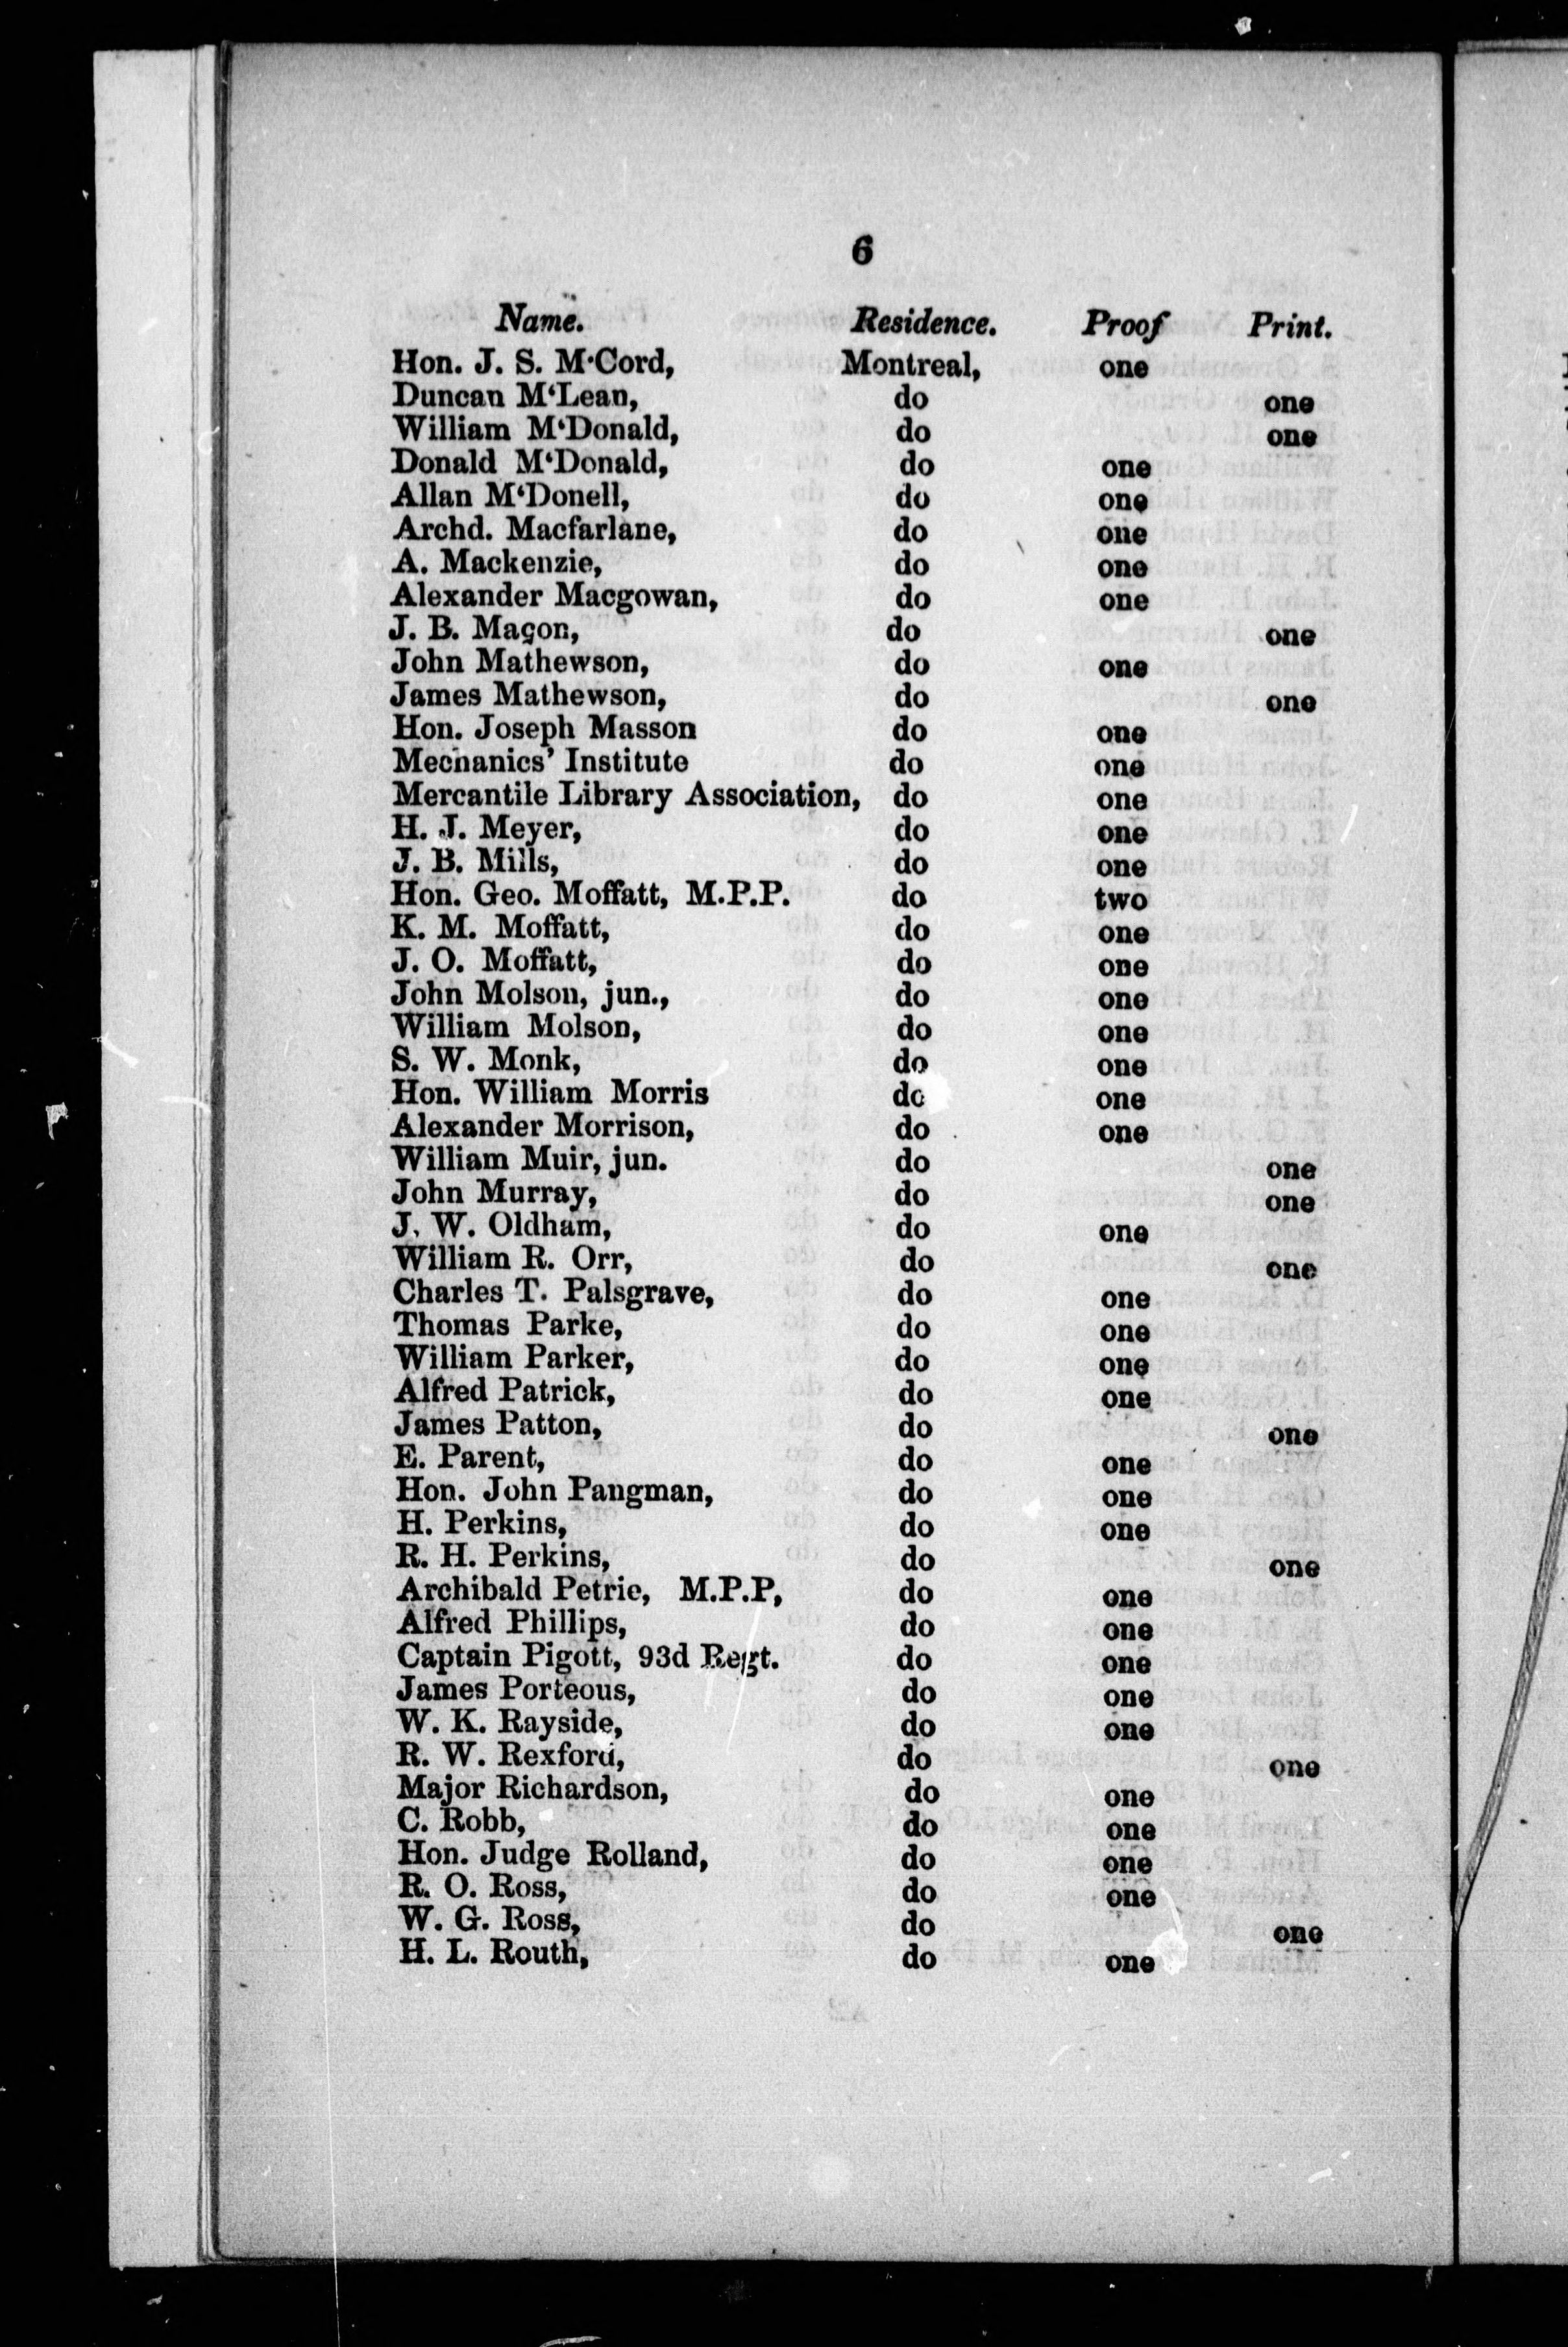 6
Name. Residence. Proof Print.
Hon. J. S. M·Cord, Montreal, one
Duncan M‘Lean, do one
William M‘Donald, do one
Donald M‘Donald, do one
Allan M‘Donell, do one
Archd. Macfarlane, do one
A. Mackenzie, do one
Alexander Macgowan, do one
J. B. Maçon, do one
John Mathewson, do one
James Mathewson, do one
Hon. Joseph Masson do one
Mechanics’ Institute do one
Mercantile Library Association, do one
H. J. Meyer, do one
J. B. Mills, do one
Hon. Geo. Moffatt, M.P.P. do two
K. M. Moffatt, do one
J. O. Moffatt, do one
John Molson, jun., do one
William Molson, do one
S. W. Monk, do one
Hon. William Morris do one
Alexander Morrison, do one
William Muir, jun. do one
John Murray, do one
J. W. Oldham, do one
William R. Orr, do one
Charles T. Palsgrave, do one
Thomas Parke, do one
William Parker, do one
Alfred Patrick, do one
James Patton, do one
E. Parent, do one
Hon. John Pangman, do one
H. Perkins, do one
R. H. Perkins, do one
Archibald Petrie, M.P.P, do one
Alfred Phillips, do one
Captain Pigott, 93d Regt. do one
James Porteous, do one
W. K. Rayside, do one
R. W. Rexford, do one
Major Richardson, do one
C. Robb, do one
Hon. Judge Rolland, do one
R. O. Ross, do one
W. G. Ross, do one
H. L. Routh, do one